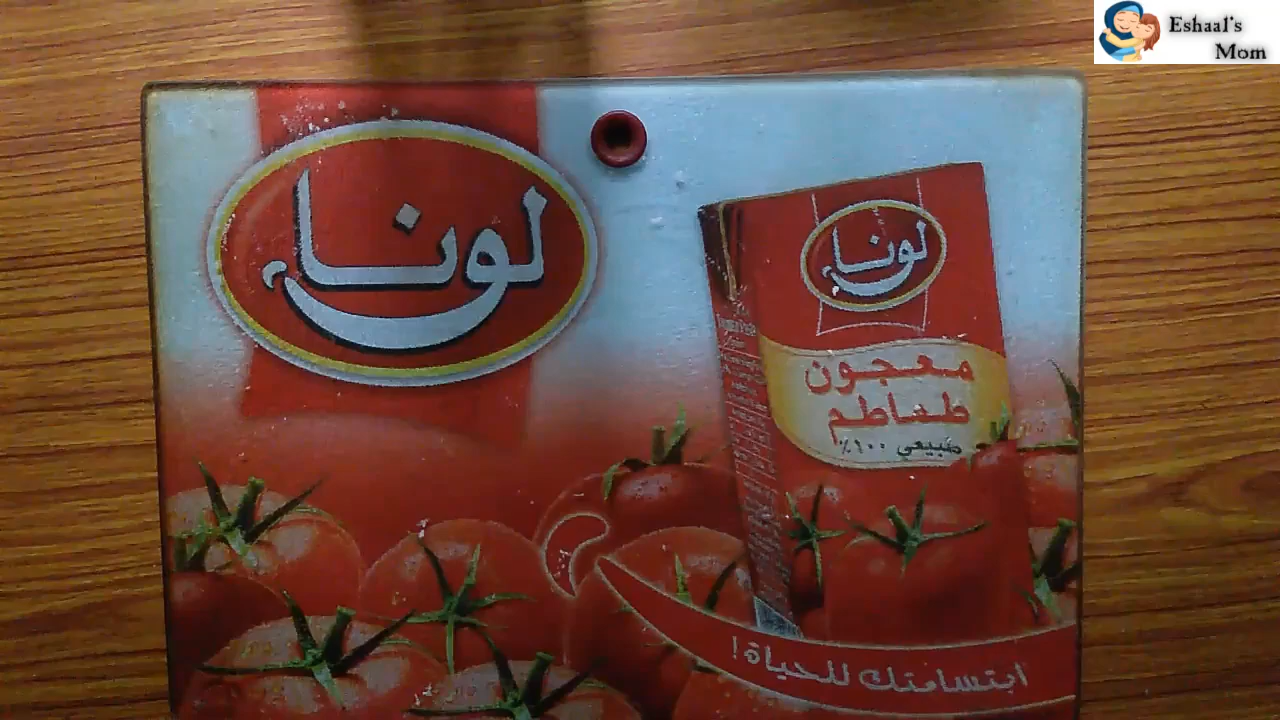 Eshaal's
Mom
لونا
لونا
معجون
طماطم
طبيعي ١٠٠٪
ابتسامتك للحياة!